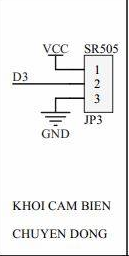 VCC SR505
D3
1
2
3
GND JP3
KHOI CAM BIEN
CHUYEN DONG